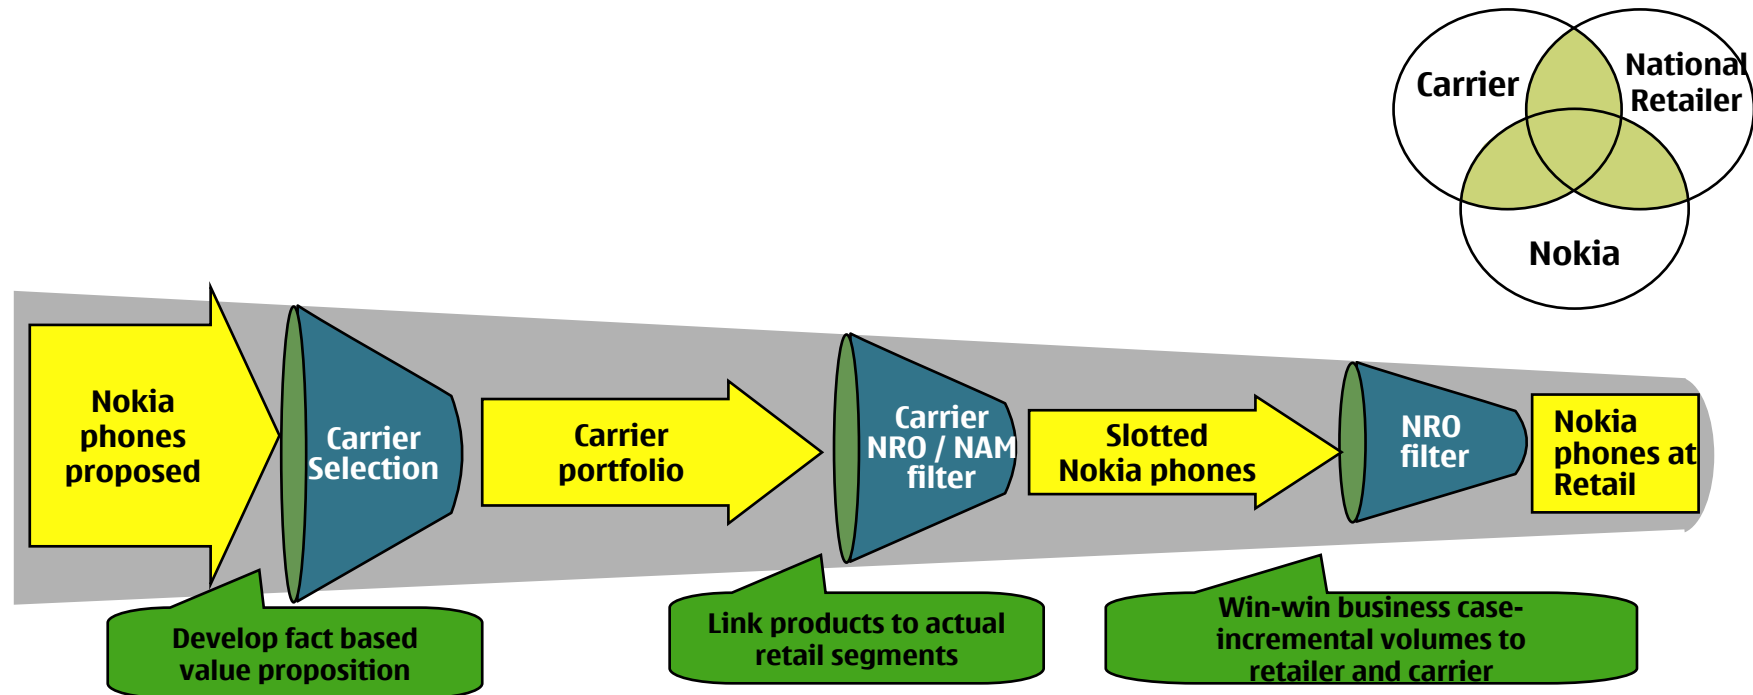 Carrier
National
Retailer
Nokia
Nokia
phones
proposed
Carrier
Selection
Carrier
portfolio
Carrier
NRO / NAM
filter
Slotted
Nokia phones
NRO
filter
Nokia
phones at
Retail
Develop fact based
value proposition
Link products to actual
retail segments
Win-win business case-
incremental volumes to
retailer and carrier